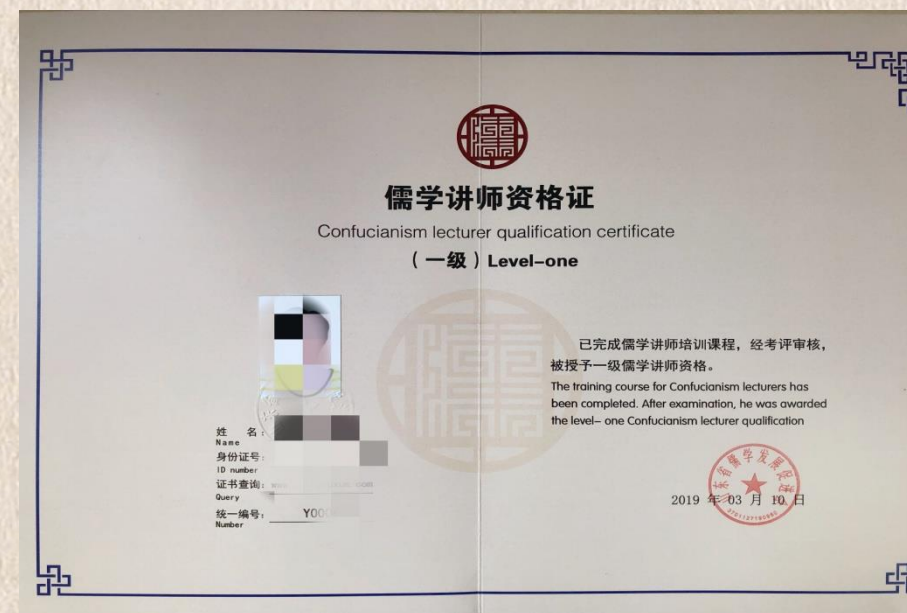 儒学讲师资格证
Confucianism lecturer qualification certificate
（一级）Level-one
已完成儒学讲师培训课程，经考评审核，
被授予一级儒学讲师资格。
The training course for Confucianism lecturers has
been completed. After examination, he was awarded
the level- one Confucianism lecturer qualification
姓 名：
Name
身份证号：
ID number
证书查询：
Query
统一编号： Y00
Number
2019 年 03 月 10 日